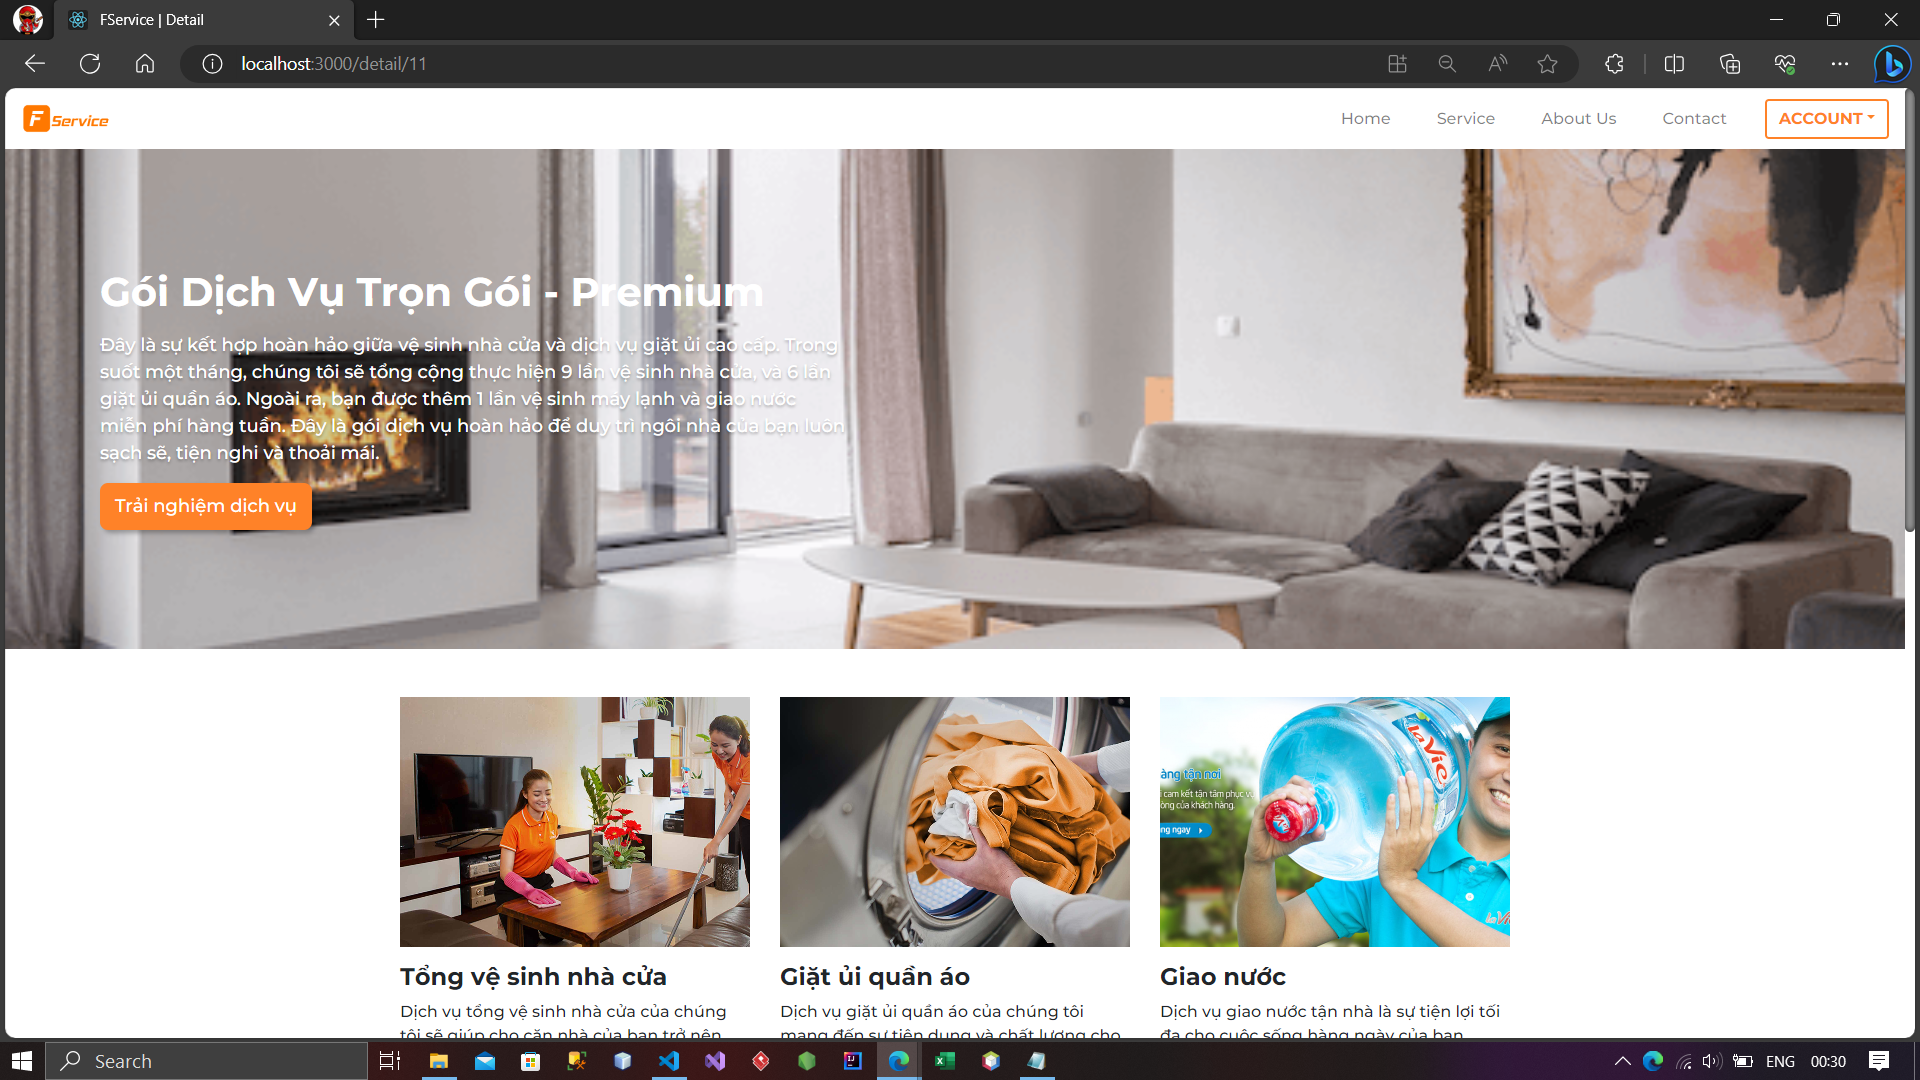 FService | Detail
localhost:3000/detail/11
F Service
Home
Service
About Us
Contact
ACCOUNT
Gói Dịch Vụ Trọn Gói - Premium
Đây là sự kết hợp hoàn hảo giữa vệ sinh nhà cửa và dịch vụ giặt ủi cao cấp. Trong
suốt một tháng, chúng tôi sẽ tổng cộng thực hiện 9 lần vệ sinh nhà cửa, và 6 lần
giặt ủi quần áo. Ngoài ra, bạn được thêm 1 lần vệ sinh máy lạnh và giao nước
miễn phí hàng tuần. Đây là gói dịch vụ hoàn hảo để duy trì ngôi nhà của bạn luôn
sạch sẽ, tiện nghi và thoải mái.
Trải nghiệm dịch vụ
àng tận nơi
cam kết tận tâm phục vụ
òng của khách hàng.
ng ngay
LaVie
LaVie
Tổng vệ sinh nhà cửa
Giặt ủi quần áo
Giao nước
Dịch vụ tổng vệ sinh nhà cửa của chúng
tôi sẽ giúp cho căn nhà của bạn trở nên
Dịch vụ giặt ủi quần áo của chúng tôi
mang đến sự tiện dụng và chất lượng cho
Dịch vụ giao nước tận nhà là sự tiện lợi tối
đa cho cuộc sống hàng ngày của bạn
Search
ENG
00:30